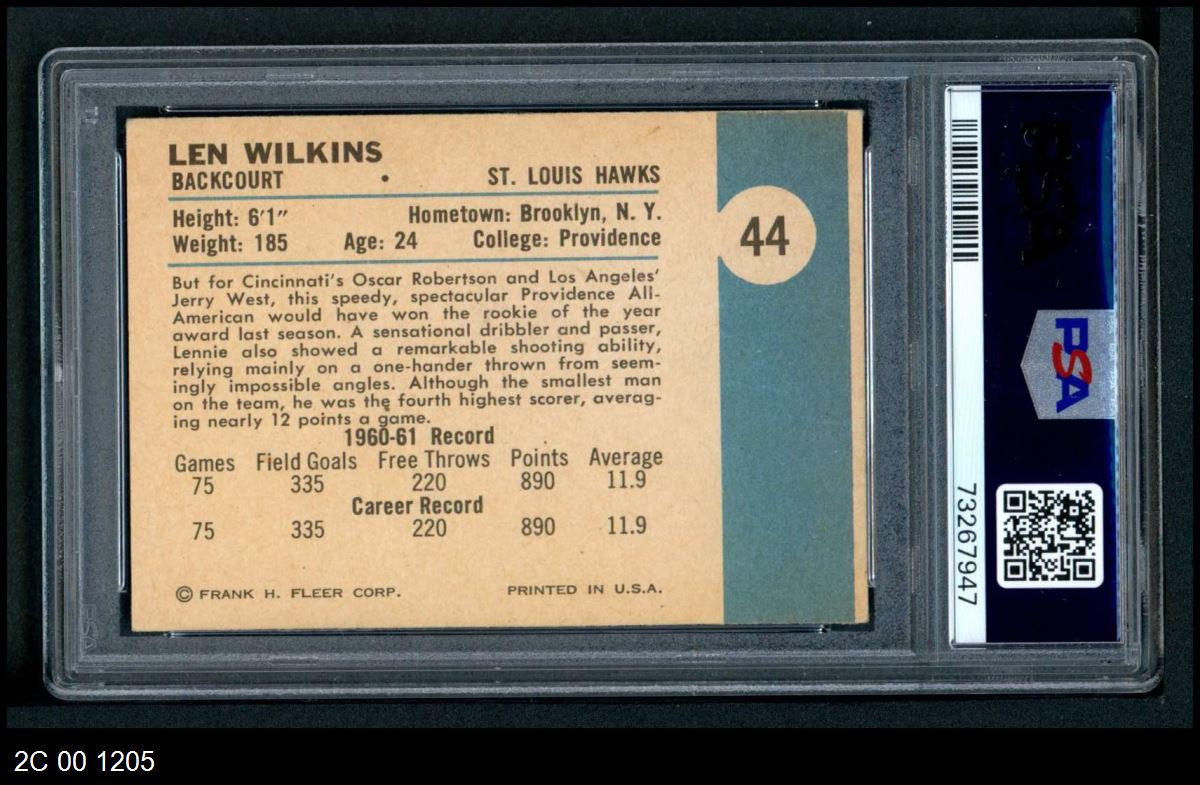 LEN WILKINS
BACKCOURT • ST. LOUIS HAWKS
Height: 6'1" Hometown: Brooklyn, N. Y.
Weight: 185 Age: 24 College: Providence
44
But for Cincinnati's Oscar Robertson and Los Angeles'
Jerry West, this speedy, spectacular Providence All-
American would have won the rookie of the year
award last season. A sensational dribbler and passer,
Lennie also showed a remarkable shooting ability,
relying mainly on a one-hander thrown from seem-
ingly impossible angles. Although the smallest man
on the team, he was the fourth highest scorer, averag-
ing nearly 12 points a game.
1960-61 Record
Games Field Goals Free Throws Points Average
75 335 220 890 11.9
Career Record
75 335 220 890 11.9
© FRANK H. FLEER CORP. PRINTED IN U.S.A.
PSA
PSA
73267947
PSA
2C 00 1205